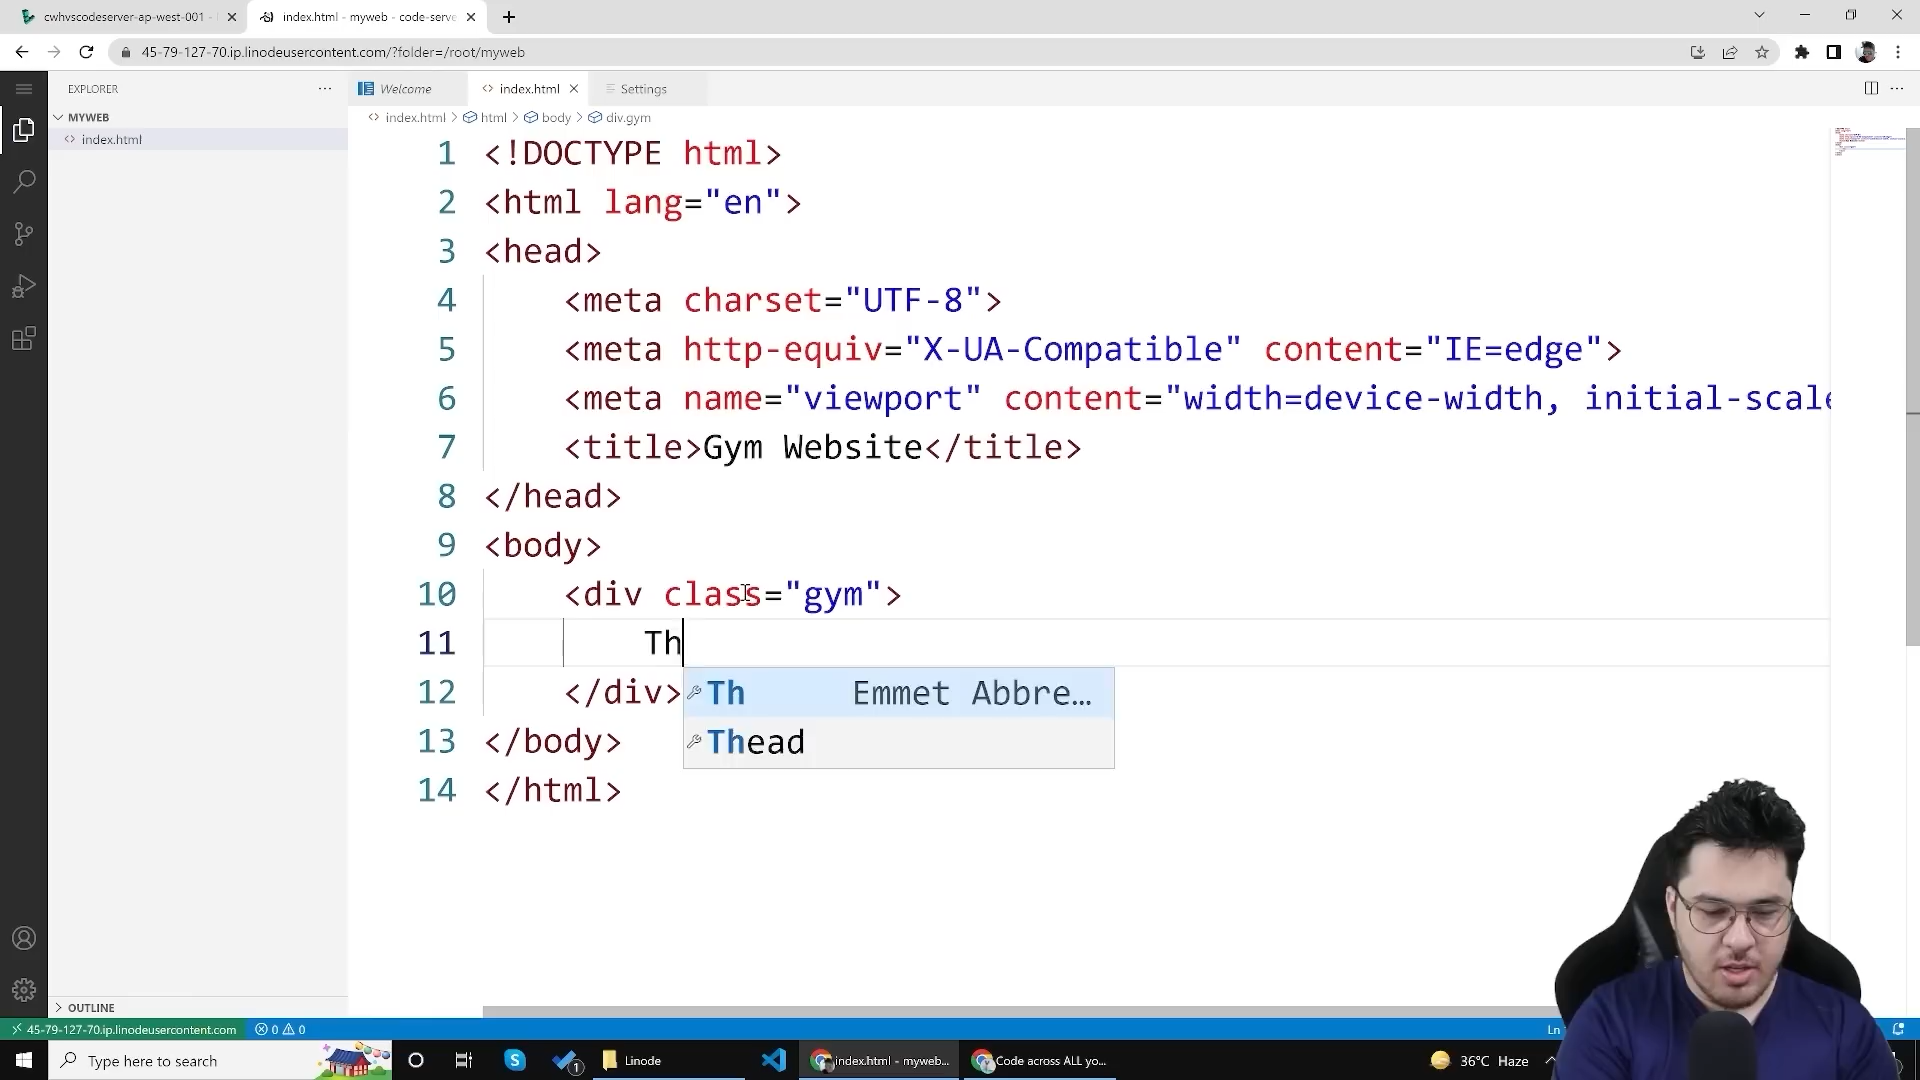 cwhvscodeserver-ap-west-001 -
index.html - myweb - code-serve
45-79-127-70.ip.linodeusercontent.com/?folder=/root/myweb
EXPLORER
Welcome
index.html
Settings
MYWEB
index.html
index.html > html > body > div.gym
1 <!DOCTYPE html>
2 <html lang="en">
3 <head>
4 <meta charset="UTF-8">
5 <meta http-equiv="X-UA-Compatible" content="IE=edge">
6 <meta name="viewport" content="width=device-width, initial-scale
7 <title>Gym Website</title>
8 </head>
9 <body>
10 <div class="gym">
11 Th
12 </div>
Th Emmet Abbre...
13 </body>
Thead
14 </html>
OUTLINE
45-79-127-70.ip.linodeusercontent.com
0 0
Ln
Type here to search
1
Linode
index.html - myweb...
Code across ALL yo...
36°C Haze